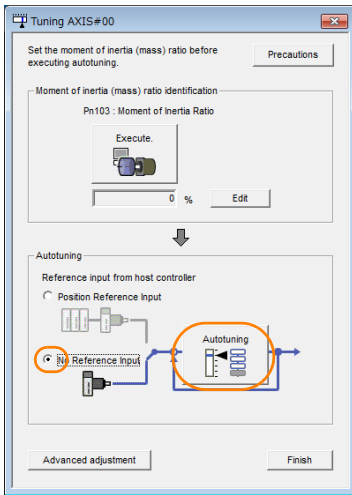 Tuning AXIS#00
Set the moment of inertia (mass) ratio before
executing autotuning.
Precautions
Moment of inertia (mass) ratio identification
Pn103 : Moment of Inertia Ratio
Execute.
0 %
Edit
Autotuning
Reference input from host controller
Position Reference Input
Autotuning
No Reference Input
Advanced adjustment
Finish